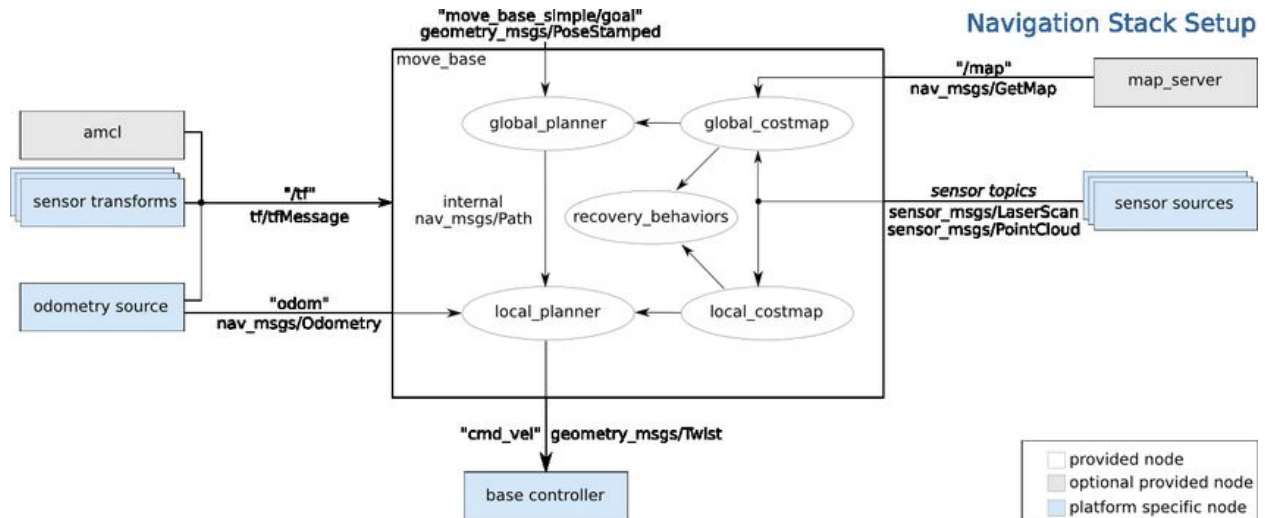 "move_base_simple/goal"
geometry_msgs/PoseStamped
Navigation Stack Setup
move_base
"/map"
nav_msgs/GetMap
map_server
amcl
global_planner
global_costmap
sensor transforms
"/tf"
tf/tfMessage
internal
nav_msgs/Path
recovery_behaviors
sensor topics
sensor_msgs/LaserScan
sensor_msgs/PointCloud
sensor sources
odometry source
"odom"
nav_msgs/Odometry
local_planner
local_costmap
"cmd_vel"
geometry_msgs/Twist
base controller
provided node
optional provided node
platform specific node